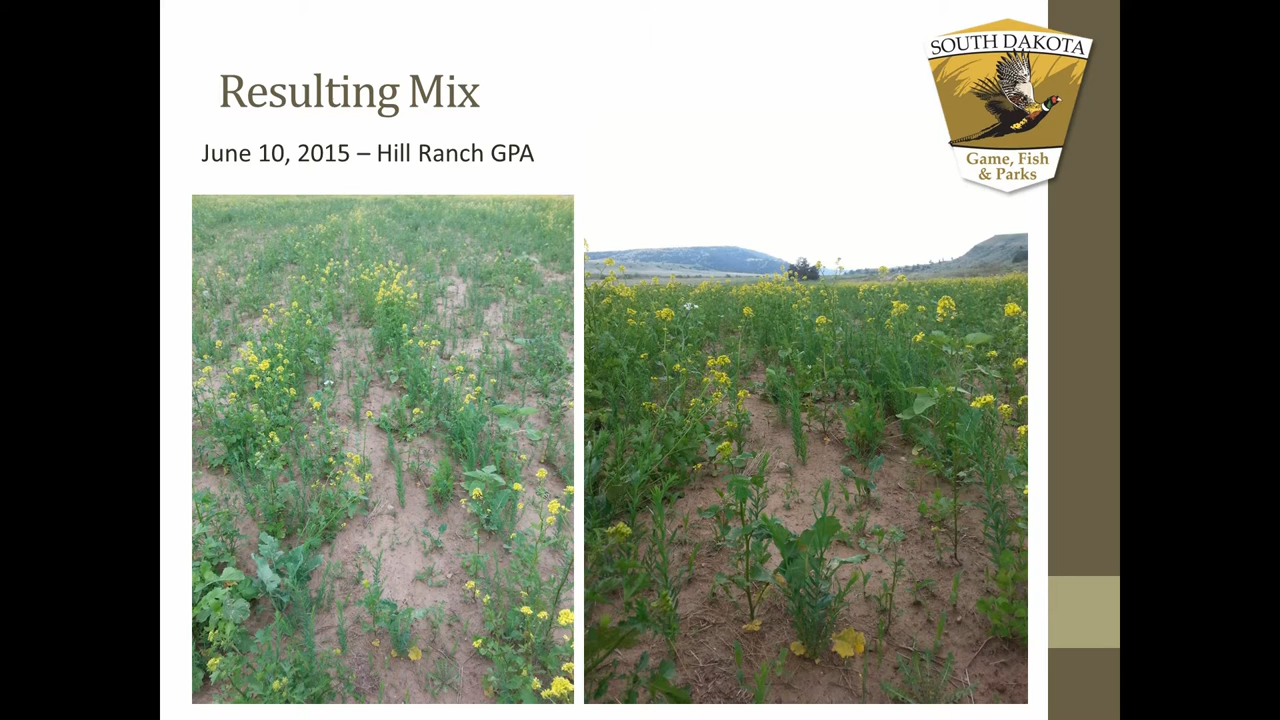 Resulting Mix
June 10, 2015 – Hill Ranch GPA
SOUTH DAKOTA
Game, Fish
& Parks